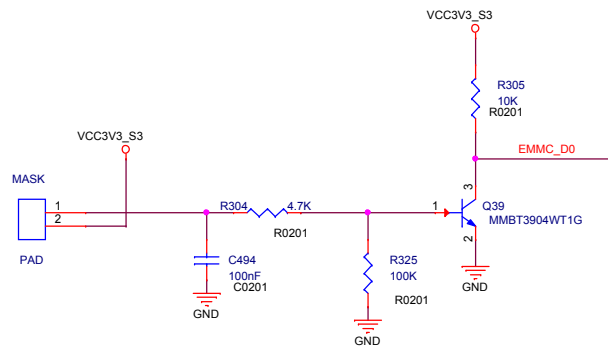 VCC3V3_S3
R305
10K
R0201
VCC3V3_S3
EMMC_D0
MASK
1
2
R304
4.7K
R0201
1
3
Q39
MMBT3904WT1G
2
PAD
C494
100nF
C0201
R325
100K
R0201
GND
GND
GND